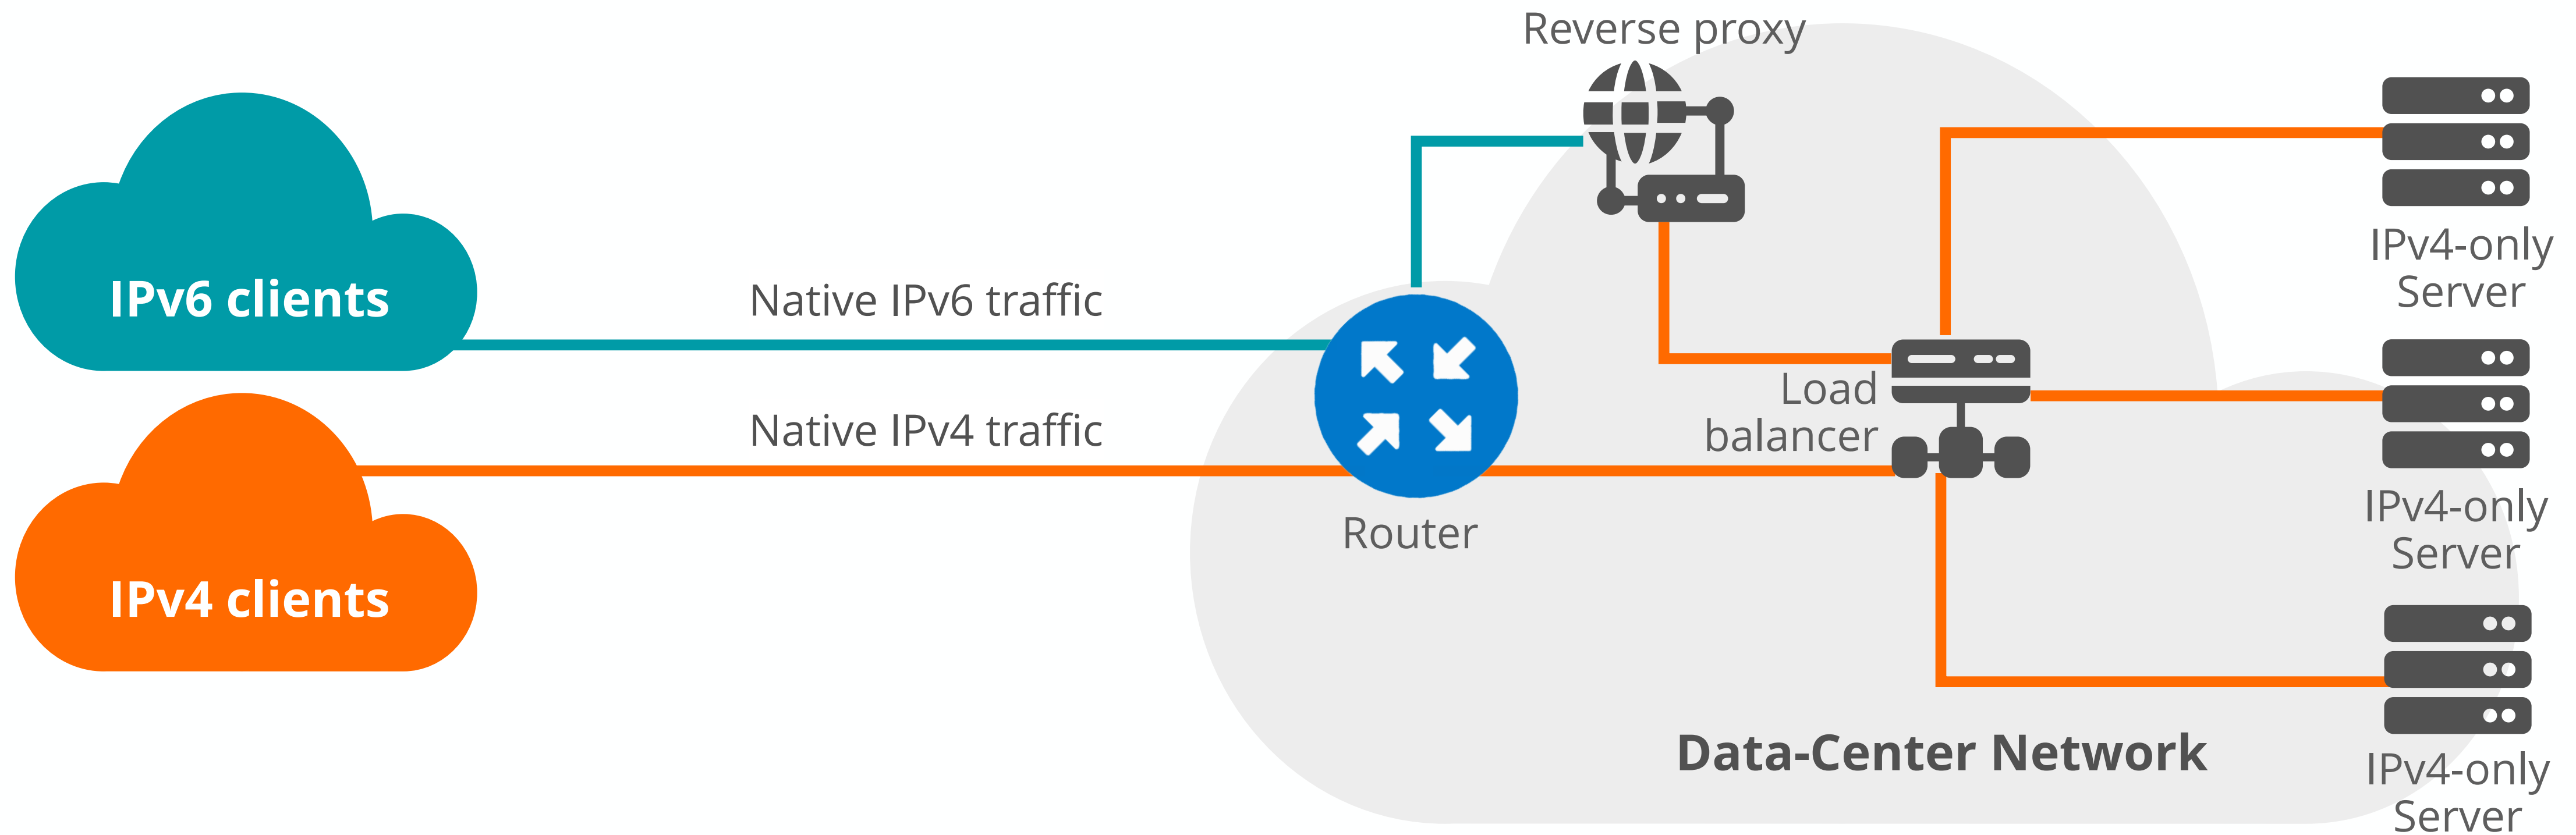 Reverse proxy
IPv6 clients
Native IPv6 traffic
IPv4-only
Server
Load
balancer
Native IPv4 traffic
Router
IPv4-only
Server
IPv4 clients
Data-Center Network
IPv4-only
Server